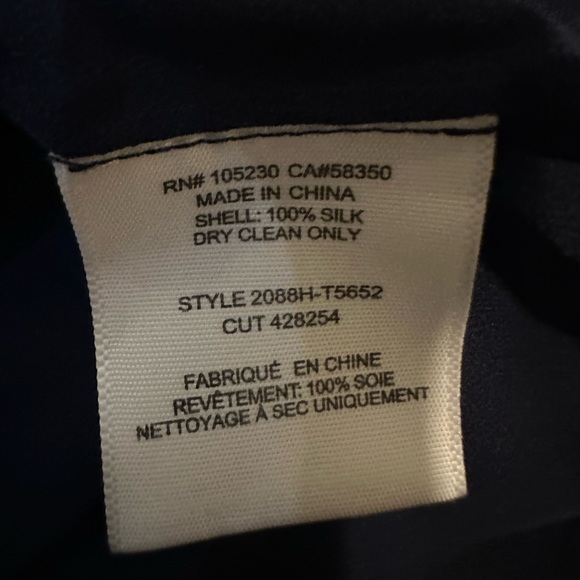 RN# 105230 CA#58350
MADE IN CHINA
SHELL: 100% SILK
DRY CLEAN ONLY
STYLE 2088H-T5652
CUT 428254
FABRIQUÉ EN CHINE
REVÊTEMENT: 100% SOIE
NETTOYAGE À SEC UNIQUEMENT